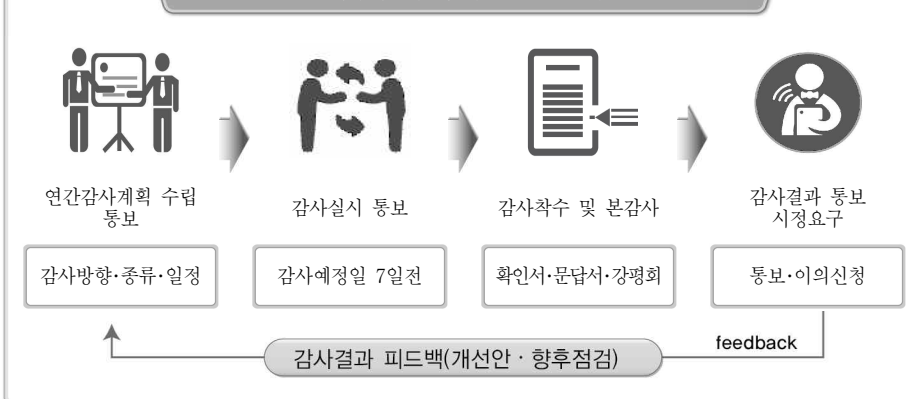 연간감사계획 수립
통보
감사실시 통보
감사착수 및 본감사
감사결과 통보
시정요구
감사방향·종류·일정
감사예정일 7일전
확인서·문답서·강평회
통보·이의신청
감사결과 피드백(개선안 · 향후점검)
feedback